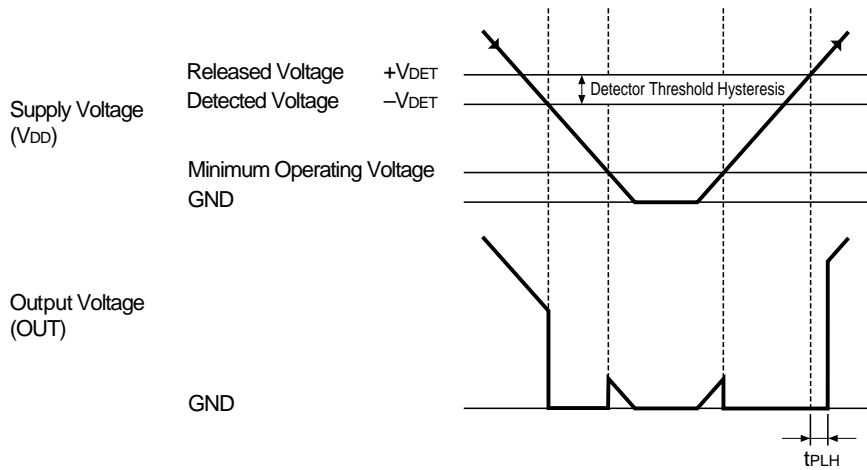 Released Voltage +VDET
Detector Threshold Hysteresis
Detected Voltage –VDET
Supply Voltage
(VDD)
Minimum Operating Voltage
GND
Output Voltage
(OUT)
GND
tPLH